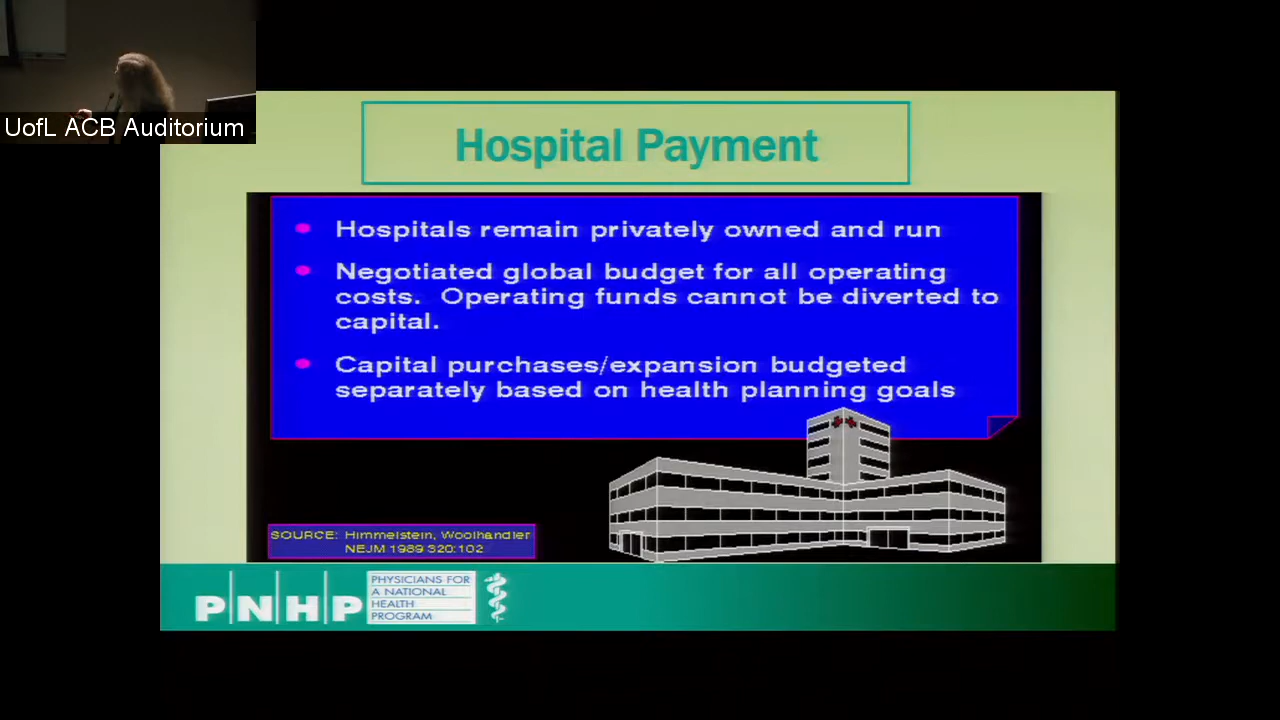 UofL ACB Auditorium
Hospital Payment
Hospitals remain privately owned and run
Negotiated global budget for all operating
costs. Operating funds cannot be diverted to
capital.
Capital purchases/expansion budgeted
separately based on health planning goals
SOURCE: Himmelstein, Woolhandler
NEJM 1989 320:102
PNHP
PHYSICIANS FOR
A NATIONAL
HEALTH
PROGRAM